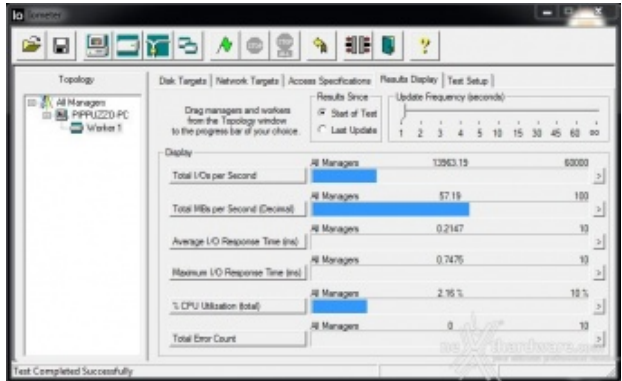 Iometer
Topology
All Managers
PIPPUZZO-PC
Worker 1
Disk Targets Network Targets Access Specifications Results Display Test Setup
Drag managers and workers
from the Topology window
to the progress bar of your choice.
Results Since
Start of Test
Last Update
Update Frequency (seconds)
1 2 3 4 5 10 15 30 45 60 ∞
Display
All Managers 13963.19 60000
Total I/Os per Second
All Managers 57.19 100
Total MBs per Second (Decimal)
All Managers 0.2147 10
Average I/O Response Time (ms)
All Managers 0.7475 10
Maximum I/O Response Time (ms)
All Managers 2.16 % 10 %
% CPU Utilization (total)
All Managers 0 10
Total Error Count
Test Completed Successfully